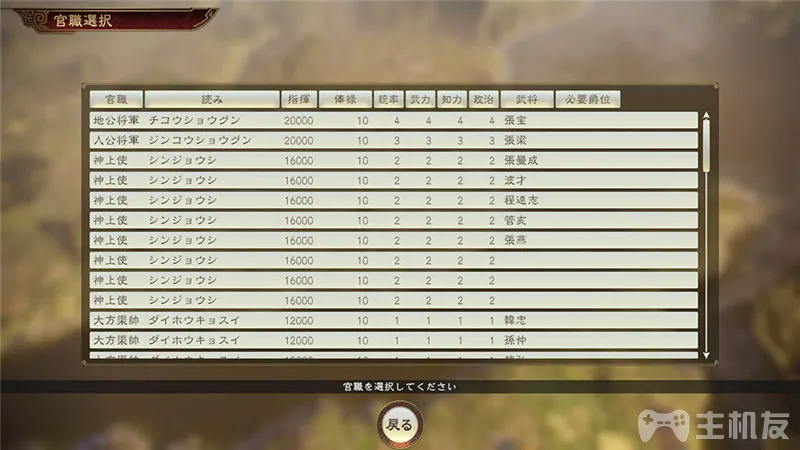 官職選択
官職 読み 指揮 俸禄 統率 武力 知力 政治 武将 必要爵位
地公将軍 チコウショウグン 20000 10 4 4 4 4 張宝
人公将軍 ジンコウショウグン 20000 10 3 3 3 3 張梁
神上使 シンジョウシ 16000 10 2 2 2 2 張曼成
神上使 シンジョウシ 16000 10 2 2 2 2 波才
神上使 シンジョウシ 16000 10 2 2 2 2 程遠志
神上使 シンジョウシ 16000 10 2 2 2 2 管亥
神上使 シンジョウシ 16000 10 2 2 2 2 張燕
神上使 シンジョウシ 16000 10 2 2 2 2
神上使 シンジョウシ 16000 10 2 2 2 2
神上使 シンジョウシ 16000 10 2 2 2 2
大方渠帥 ダイホウキョスイ 12000 10 1 1 1 1 韓忠
大方渠帥 ダイホウキョスイ 12000 10 1 1 1 1 孫仲
官職を選択してください
戻る
主机友